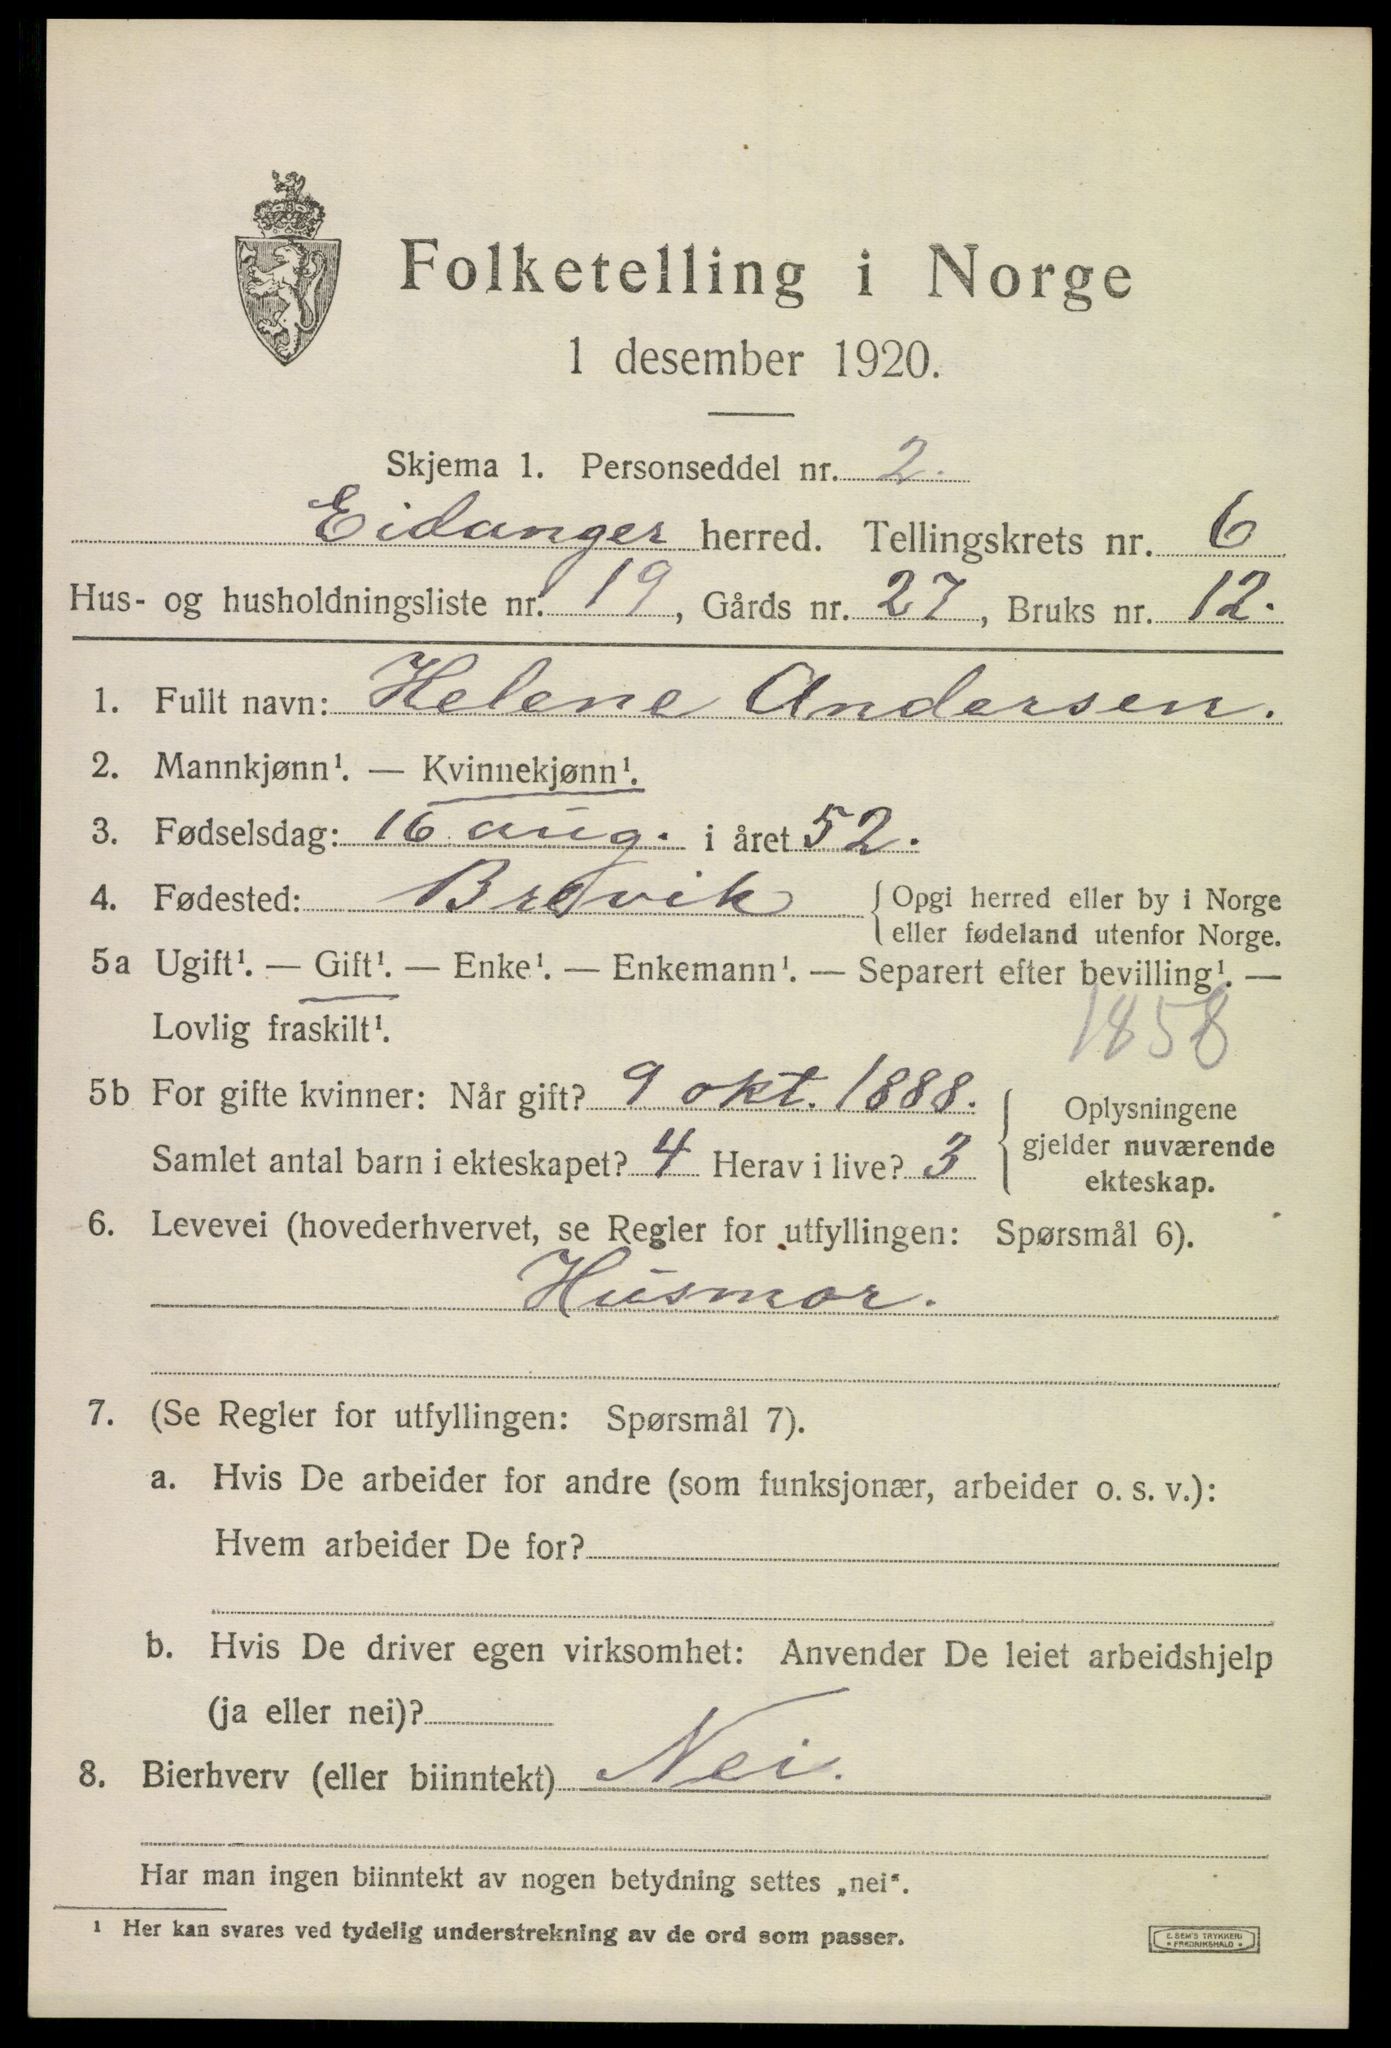 Folketelling i Norge
1 desember 1920.
Skjema 1. Personseddel nr. 2.
Eidanger herred. Tellingskrets nr. 6
Hus- og husholdningsliste nr. 19, Gårds nr. 27, Bruks nr. 12.
1. Fullt navn: Helene Andersen.
2. Mannkjønn¹. — Kvinnekjønn¹.
3. Fødselsdag: 16 aug. i året 52.
4. Fødested: Brevik { Opgi herred eller by i Norge
eller fødeland utenfor Norge.
5a Ugift¹. — Gift¹. — Enke¹. — Enkemann¹. — Separert efter bevilling¹. —
Lovlig fraskilt¹.
1858
5b For gifte kvinner: Når gift? 9 okt. 1888.
Samlet antal barn i ekteskapet? 4 Herav i live? 3
{ Oplysningene
gjelder nuværende
ekteskap.
6. Levevei (hovederhvervet, se Regler for utfyllingen: Spørsmål 6).
Husmor.
7. (Se Regler for utfyllingen: Spørsmål 7).
a. Hvis De arbeider for andre (som funksjonær, arbeider o. s. v.):
Hvem arbeider De for?
b. Hvis De driver egen virksomhet: Anvender De leiet arbeidshjelp
(ja eller nei)?
8. Bierhverv (eller biinntekt) Nei.
Har man ingen biinntekt av nogen betydning settes „nei“.
¹ Her kan svares ved tydelig understrekning av de ord som passer.
E. SEM'S TRYKKERI
• FREDRIKSHALD •